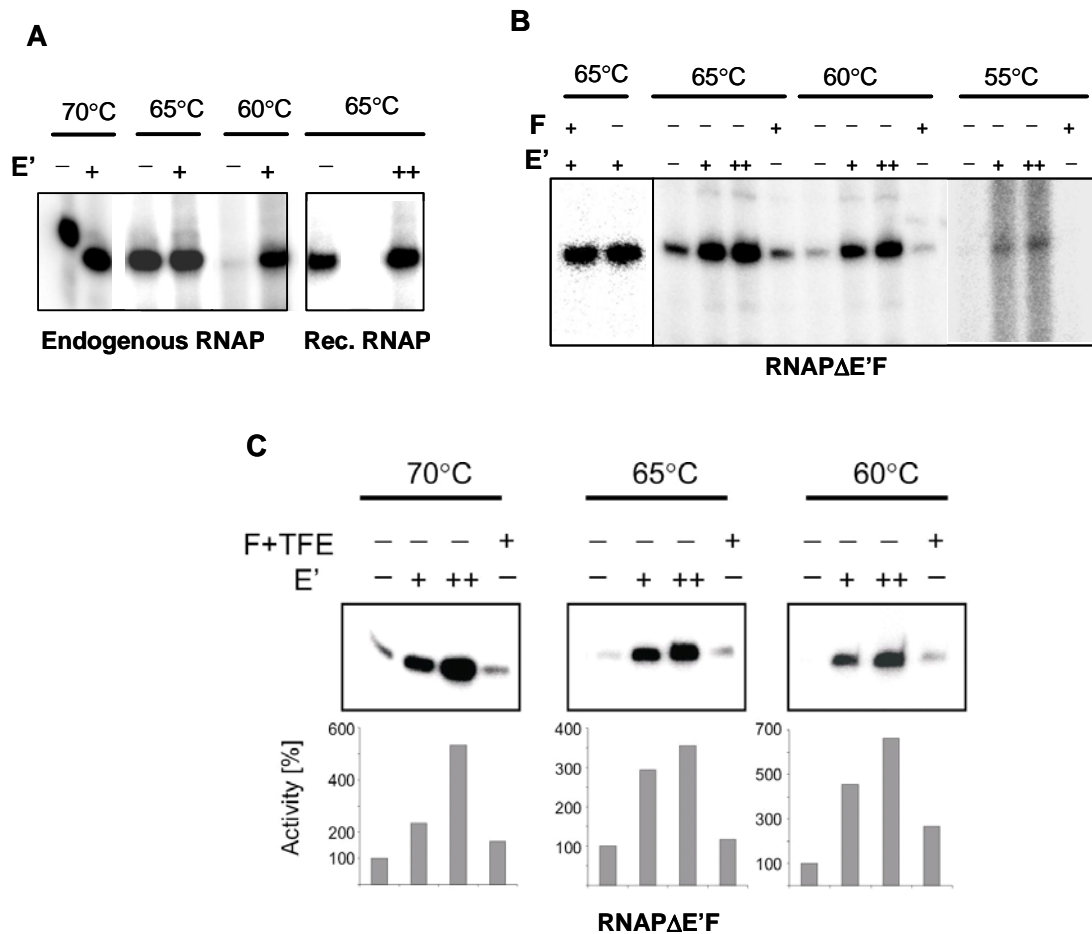 A
70°C 65°C 60°C 65°C
E' – + – + – + – ++
Endogenous RNAP Rec. RNAP
B
65°C 65°C 60°C 55°C
F + – – – – + – – – + – – – +
E' + + – + ++ – – + ++ – – + ++ –
RNAPΔE'F
C
70°C 65°C 60°C
F+TFE – – – + – – – + – – – +
E' – + ++ – – + ++ – – + ++ –
Activity [%]
600
400
200
100
400
300
200
100
0
700
500
300
100
RNAPΔE'F